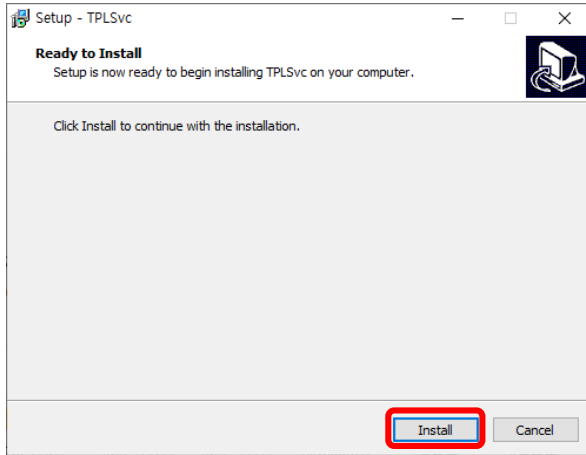 Setup - TPLSvc
Ready to Install
Setup is now ready to begin installing TPLSvc on your computer.
Click Install to continue with the installation.
Install
Cancel